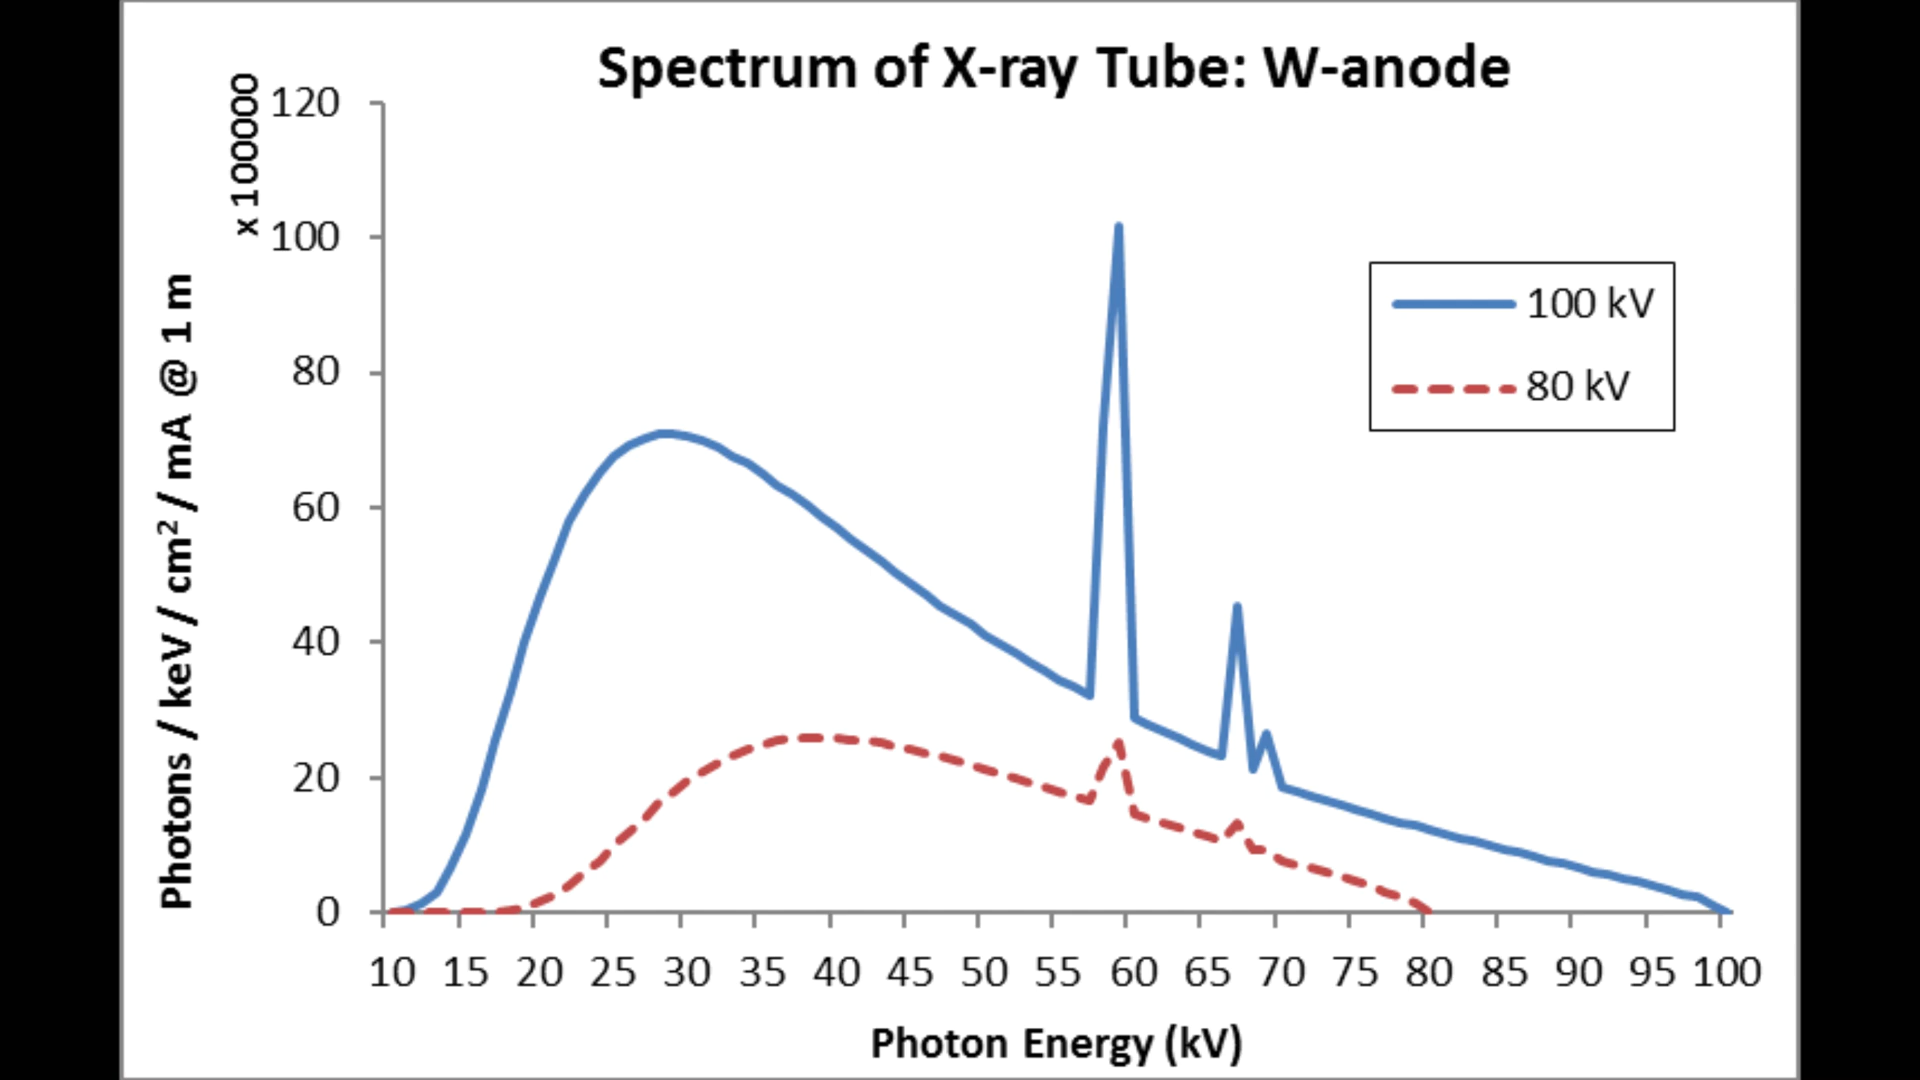 Spectrum of X-ray Tube: W-anode
x 100000
Photons / keV / cm² / mA @ 1 m
120
100
80
60
40
20
0
100 kV
80 kV
10 15 20 25 30 35 40 45 50 55 60 65 70 75 80 85 90 95 100
Photon Energy (kV)